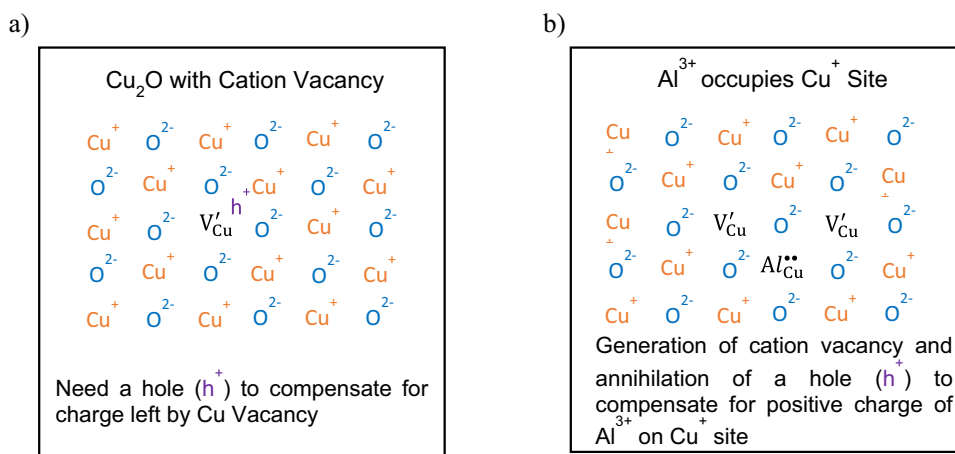 a)
Cu₂O with Cation Vacancy
Cu⁺ O²⁻ Cu⁺ O²⁻ Cu⁺ O²⁻
O²⁻ Cu⁺ O²⁻ Cu⁺ O²⁻ Cu⁺
h⁺
Cu⁺ O²⁻ V′Cu O²⁻ Cu⁺ O²⁻
O²⁻ Cu⁺ O²⁻ Cu⁺ O²⁻ Cu⁺
Cu⁺ O²⁻ Cu⁺ O²⁻ Cu⁺ O²⁻
Need a hole (h⁺) to compensate for
charge left by Cu Vacancy
b)
Al³⁺ occupies Cu⁺ Site
Cu⁺ O²⁻ Cu⁺ O²⁻ Cu⁺ O²⁻
O²⁻ Cu⁺ O²⁻ Cu⁺ O²⁻ Cu⁺
Cu⁺ O²⁻ V′Cu O²⁻ V′Cu O²⁻
O²⁻ Cu⁺ O²⁻ Al••Cu O²⁻ Cu⁺
Cu⁺ O²⁻ Cu⁺ O²⁻ Cu⁺ O²⁻
Generation of cation vacancy and
annihilation of a hole (h⁺) to
compensate for positive charge of
Al³⁺ on Cu⁺ site